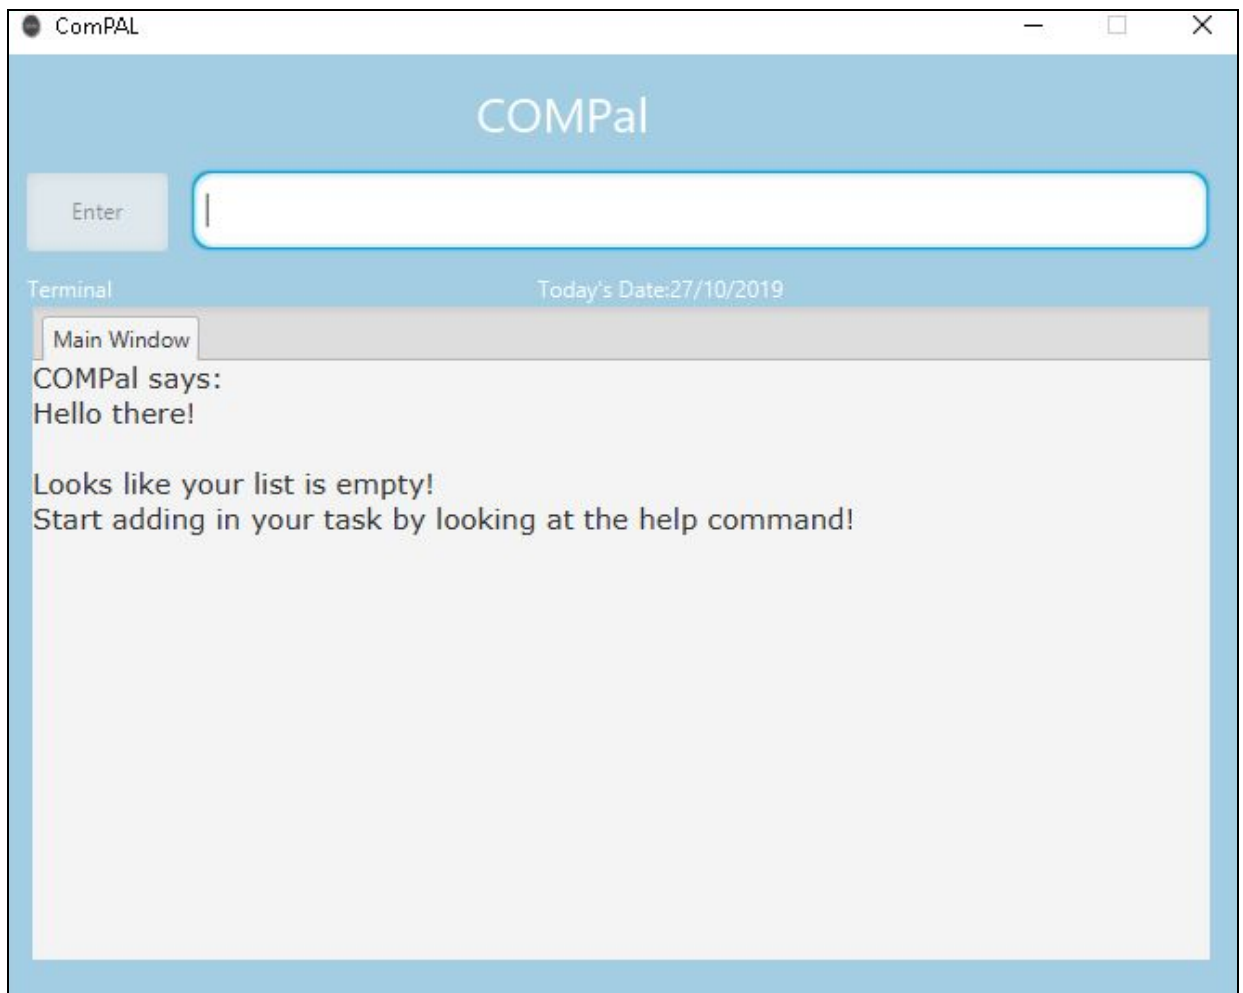 ComPAL
COMPal
Enter
Terminal
Today's Date:27/10/2019
Main Window
COMPal says:
Hello there!
Looks like your list is empty!
Start adding in your task by looking at the help command!